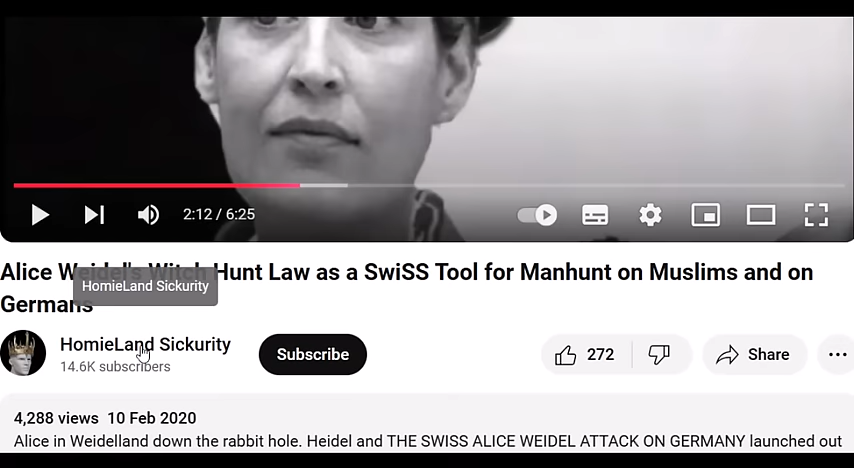 2:12 / 6:25
Alice Weidel's Witch Hunt Law as a SwiSS Tool for Manhunt on Muslims and on
HomieLand Sickurity
Germans
HomieLand Sickurity
14.6K subscribers
Subscribe
272
Share
4,288 views 10 Feb 2020
Alice in Weidelland down the rabbit hole. Heidel and THE SWISS ALICE WEIDEL ATTACK ON GERMANY launched out